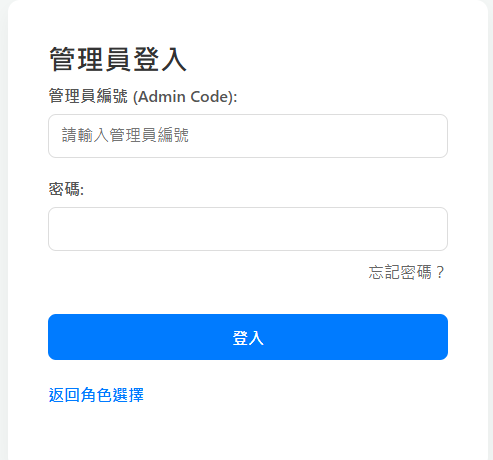 管理員登入
管理員編號 (Admin Code):
請輸入管理員編號
密碼:
忘記密碼？
登入
返回角色選擇